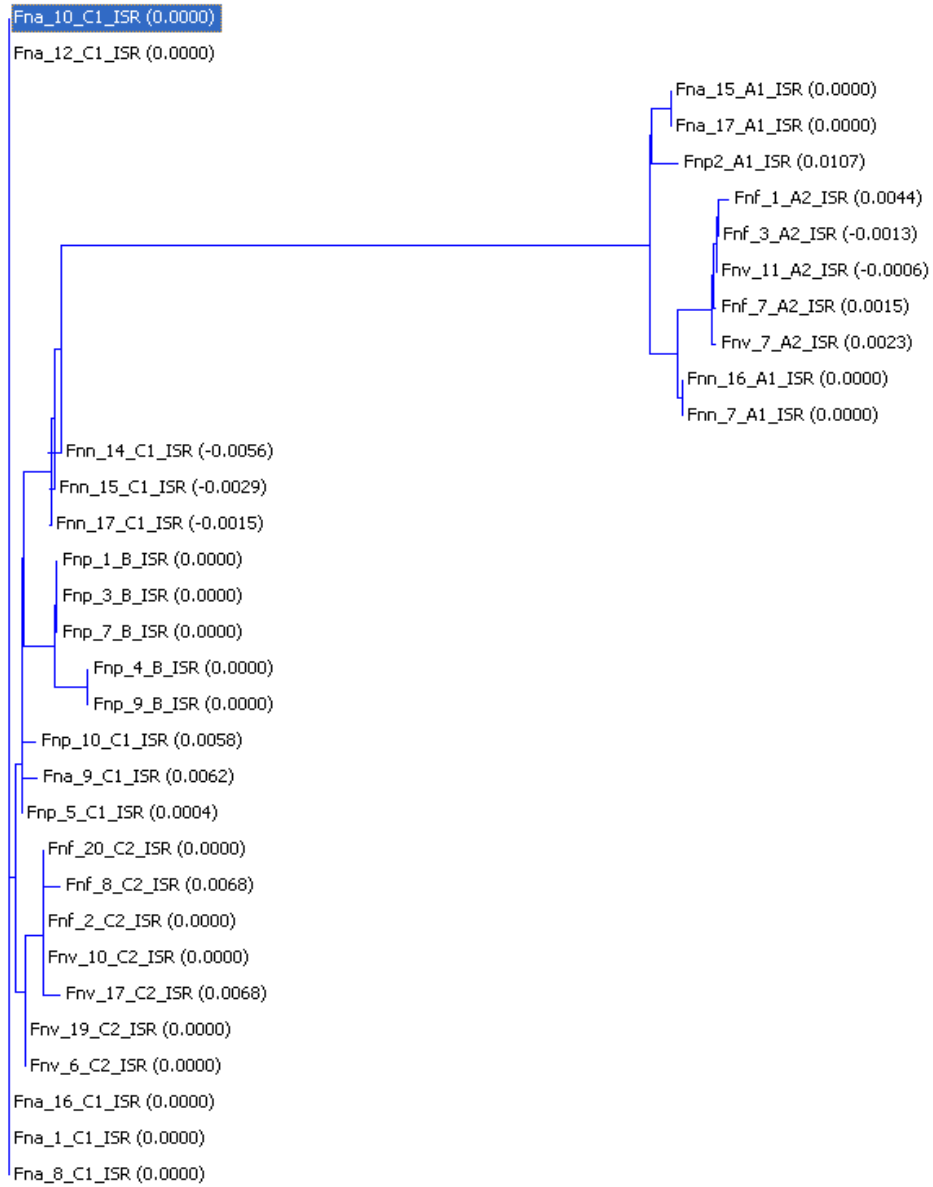 Fna_10_C1_ISR (0.0000)
Fna_12_C1_ISR (0.0000)
Fna_15_A1_ISR (0.0000)
Fna_17_A1_ISR (0.0000)
Fnp2_A1_ISR (0.0107)
Fnf_1_A2_ISR (0.0044)
Fnf_3_A2_ISR (-0.0013)
Fnv_11_A2_ISR (-0.0006)
Fnf_7_A2_ISR (0.0015)
Fnv_7_A2_ISR (0.0023)
Fnn_16_A1_ISR (0.0000)
Fnn_7_A1_ISR (0.0000)
Fnn_14_C1_ISR (-0.0056)
Fnn_15_C1_ISR (-0.0029)
Fnn_17_C1_ISR (-0.0015)
Fnp_1_B_ISR (0.0000)
Fnp_3_B_ISR (0.0000)
Fnp_7_B_ISR (0.0000)
Fnp_4_B_ISR (0.0000)
Fnp_9_B_ISR (0.0000)
Fnp_10_C1_ISR (0.0058)
Fna_9_C1_ISR (0.0062)
Fnp_5_C1_ISR (0.0004)
Fnf_20_C2_ISR (0.0000)
Fnf_8_C2_ISR (0.0068)
Fnf_2_C2_ISR (0.0000)
Fnv_10_C2_ISR (0.0000)
Fnv_17_C2_ISR (0.0068)
Fnv_19_C2_ISR (0.0000)
Fnv_6_C2_ISR (0.0000)
Fna_16_C1_ISR (0.0000)
Fna_1_C1_ISR (0.0000)
Fna_8_C1_ISR (0.0000)